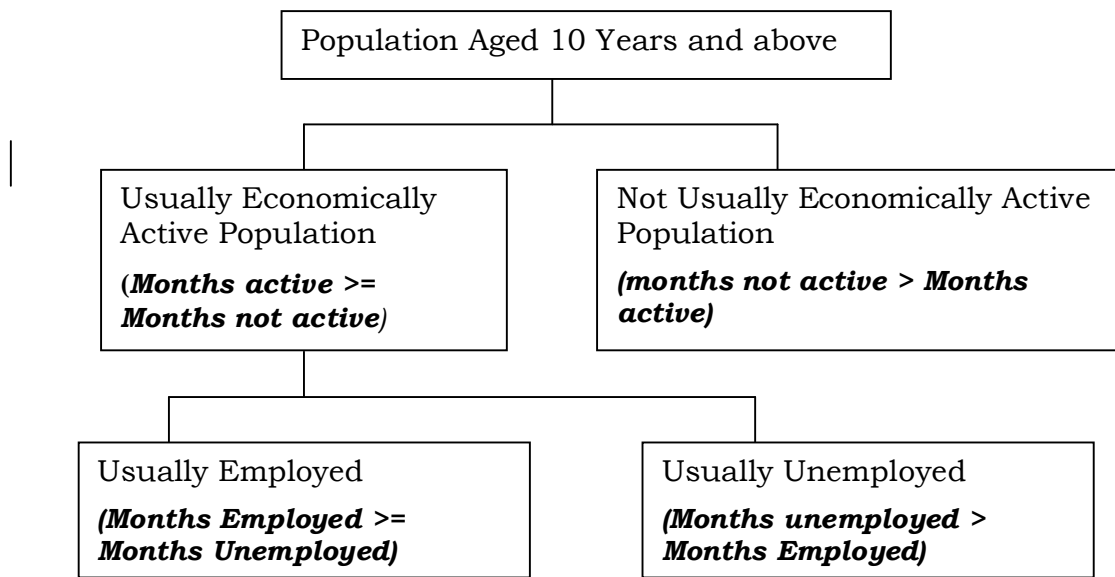 Population Aged 10 Years and above
Usually Economically
Active Population
(Months active >=
Months not active)
Not Usually Economically Active
Population
(months not active > Months
active)
Usually Employed
(Months Employed >=
Months Unemployed)
Usually Unemployed
(Months unemployed >
Months Employed)